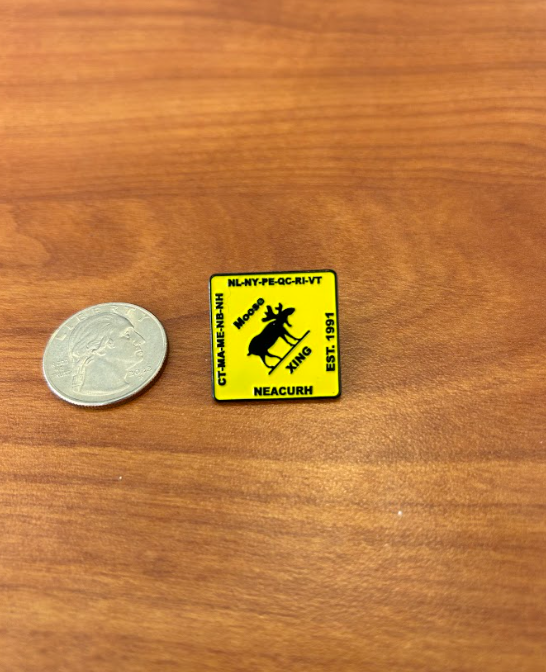 NL-NY-PE-QC-RI-VT
CT-MA-ME-NB-NH
Moose
XING
EST. 1991
NEACURH